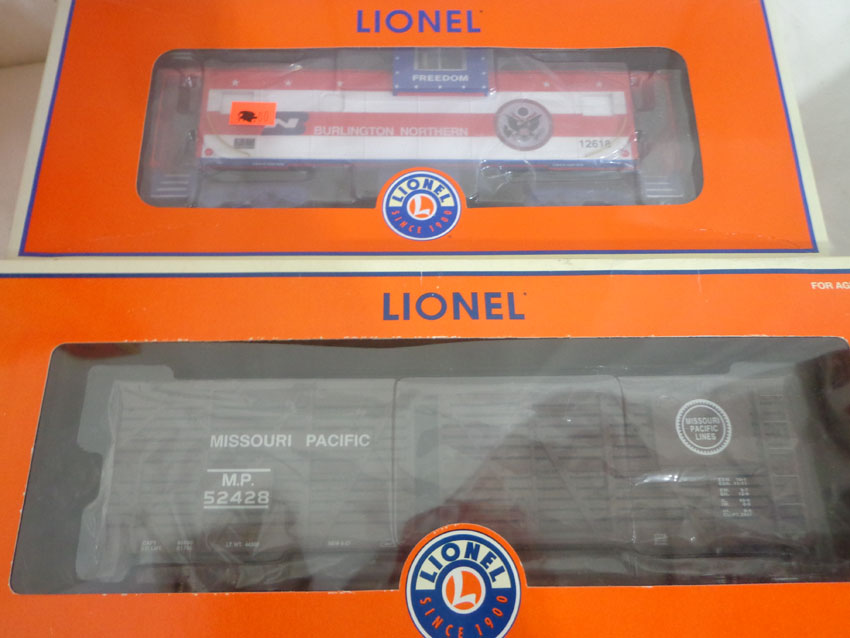 LIONEL
FREEDOM
BN BURLINGTON NORTHERN
12618
LIONEL
L
SINCE 1900
LIONEL
FOR AG
MISSOURI PACIFIC
M.P.
52428
MISSOURI
PACIFIC
LINES
LIONEL
L
SINCE 1900